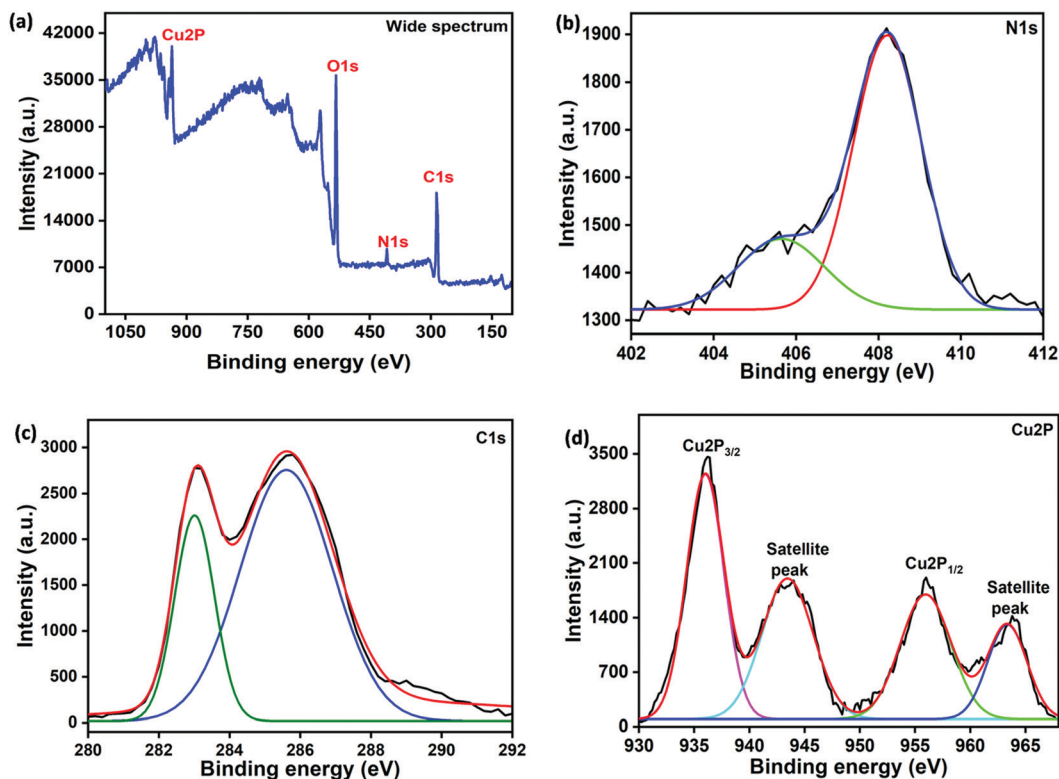 (a)
Wide spectrum
Cu2P
O1s
N1s
C1s
42000
35000
28000
21000
14000
7000
0
Intensity (a.u.)
1050 900 750 600 450 300 150
Binding energy (eV)
(b)
N1s
1900
1800
1700
1600
1500
1400
1300
Intensity (a.u.)
402 404 406 408 410 412
Binding energy (eV)
(c)
C1s
3000
2500
2000
1500
1000
500
0
Intensity (a.u.)
280 282 284 286 288 290 292
Binding energy (eV)
(d)
Cu2P
Cu2P3/2
Satellite
peak
Cu2P1/2
Satellite
peak
3500
2800
2100
1400
700
0
Intensity (a.u.)
930 935 940 945 950 955 960 965
Binding energy (eV)